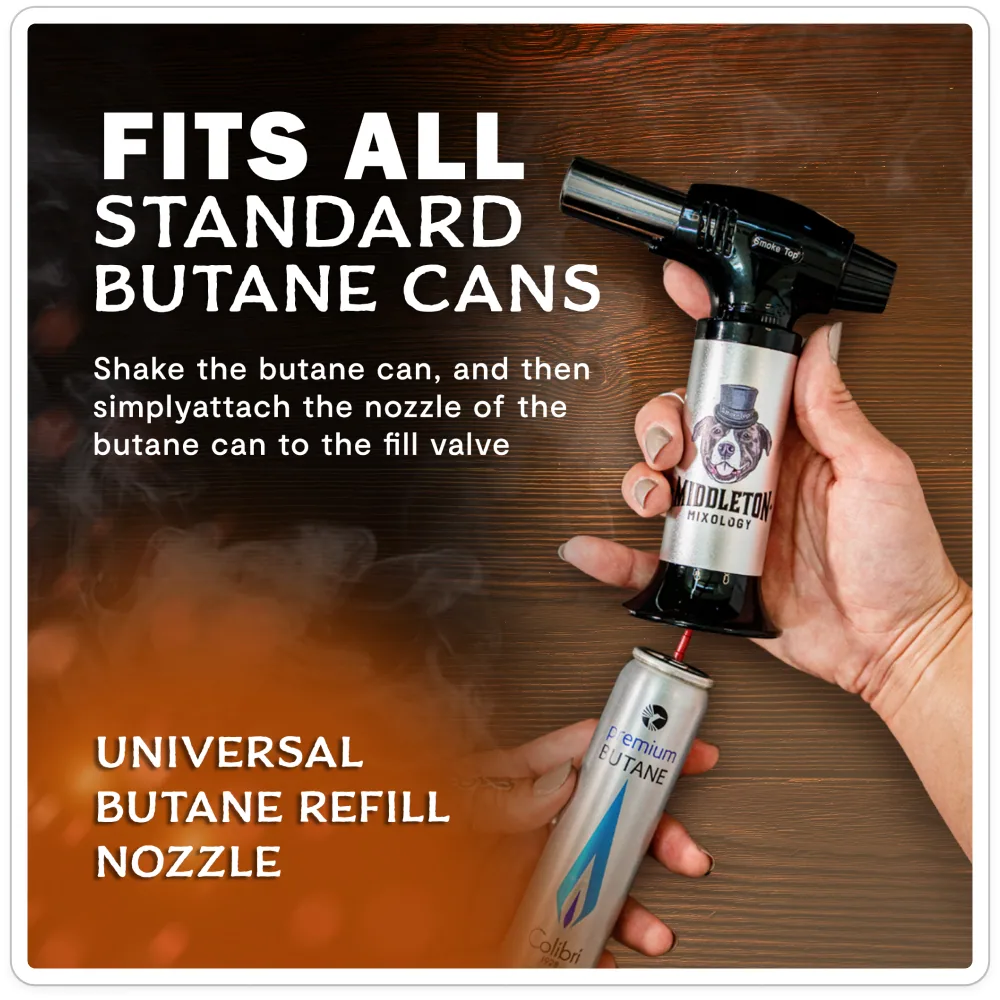 FITS ALL
STANDARD
BUTANE CANS
Shake the butane can, and then
simplyattach the nozzle of the
butane can to the fill valve
Smoke Top
MIDDLETON
MIXOLOGY
premium
BUTANE
Colibri
UNIVERSAL
BUTANE REFILL
NOZZLE